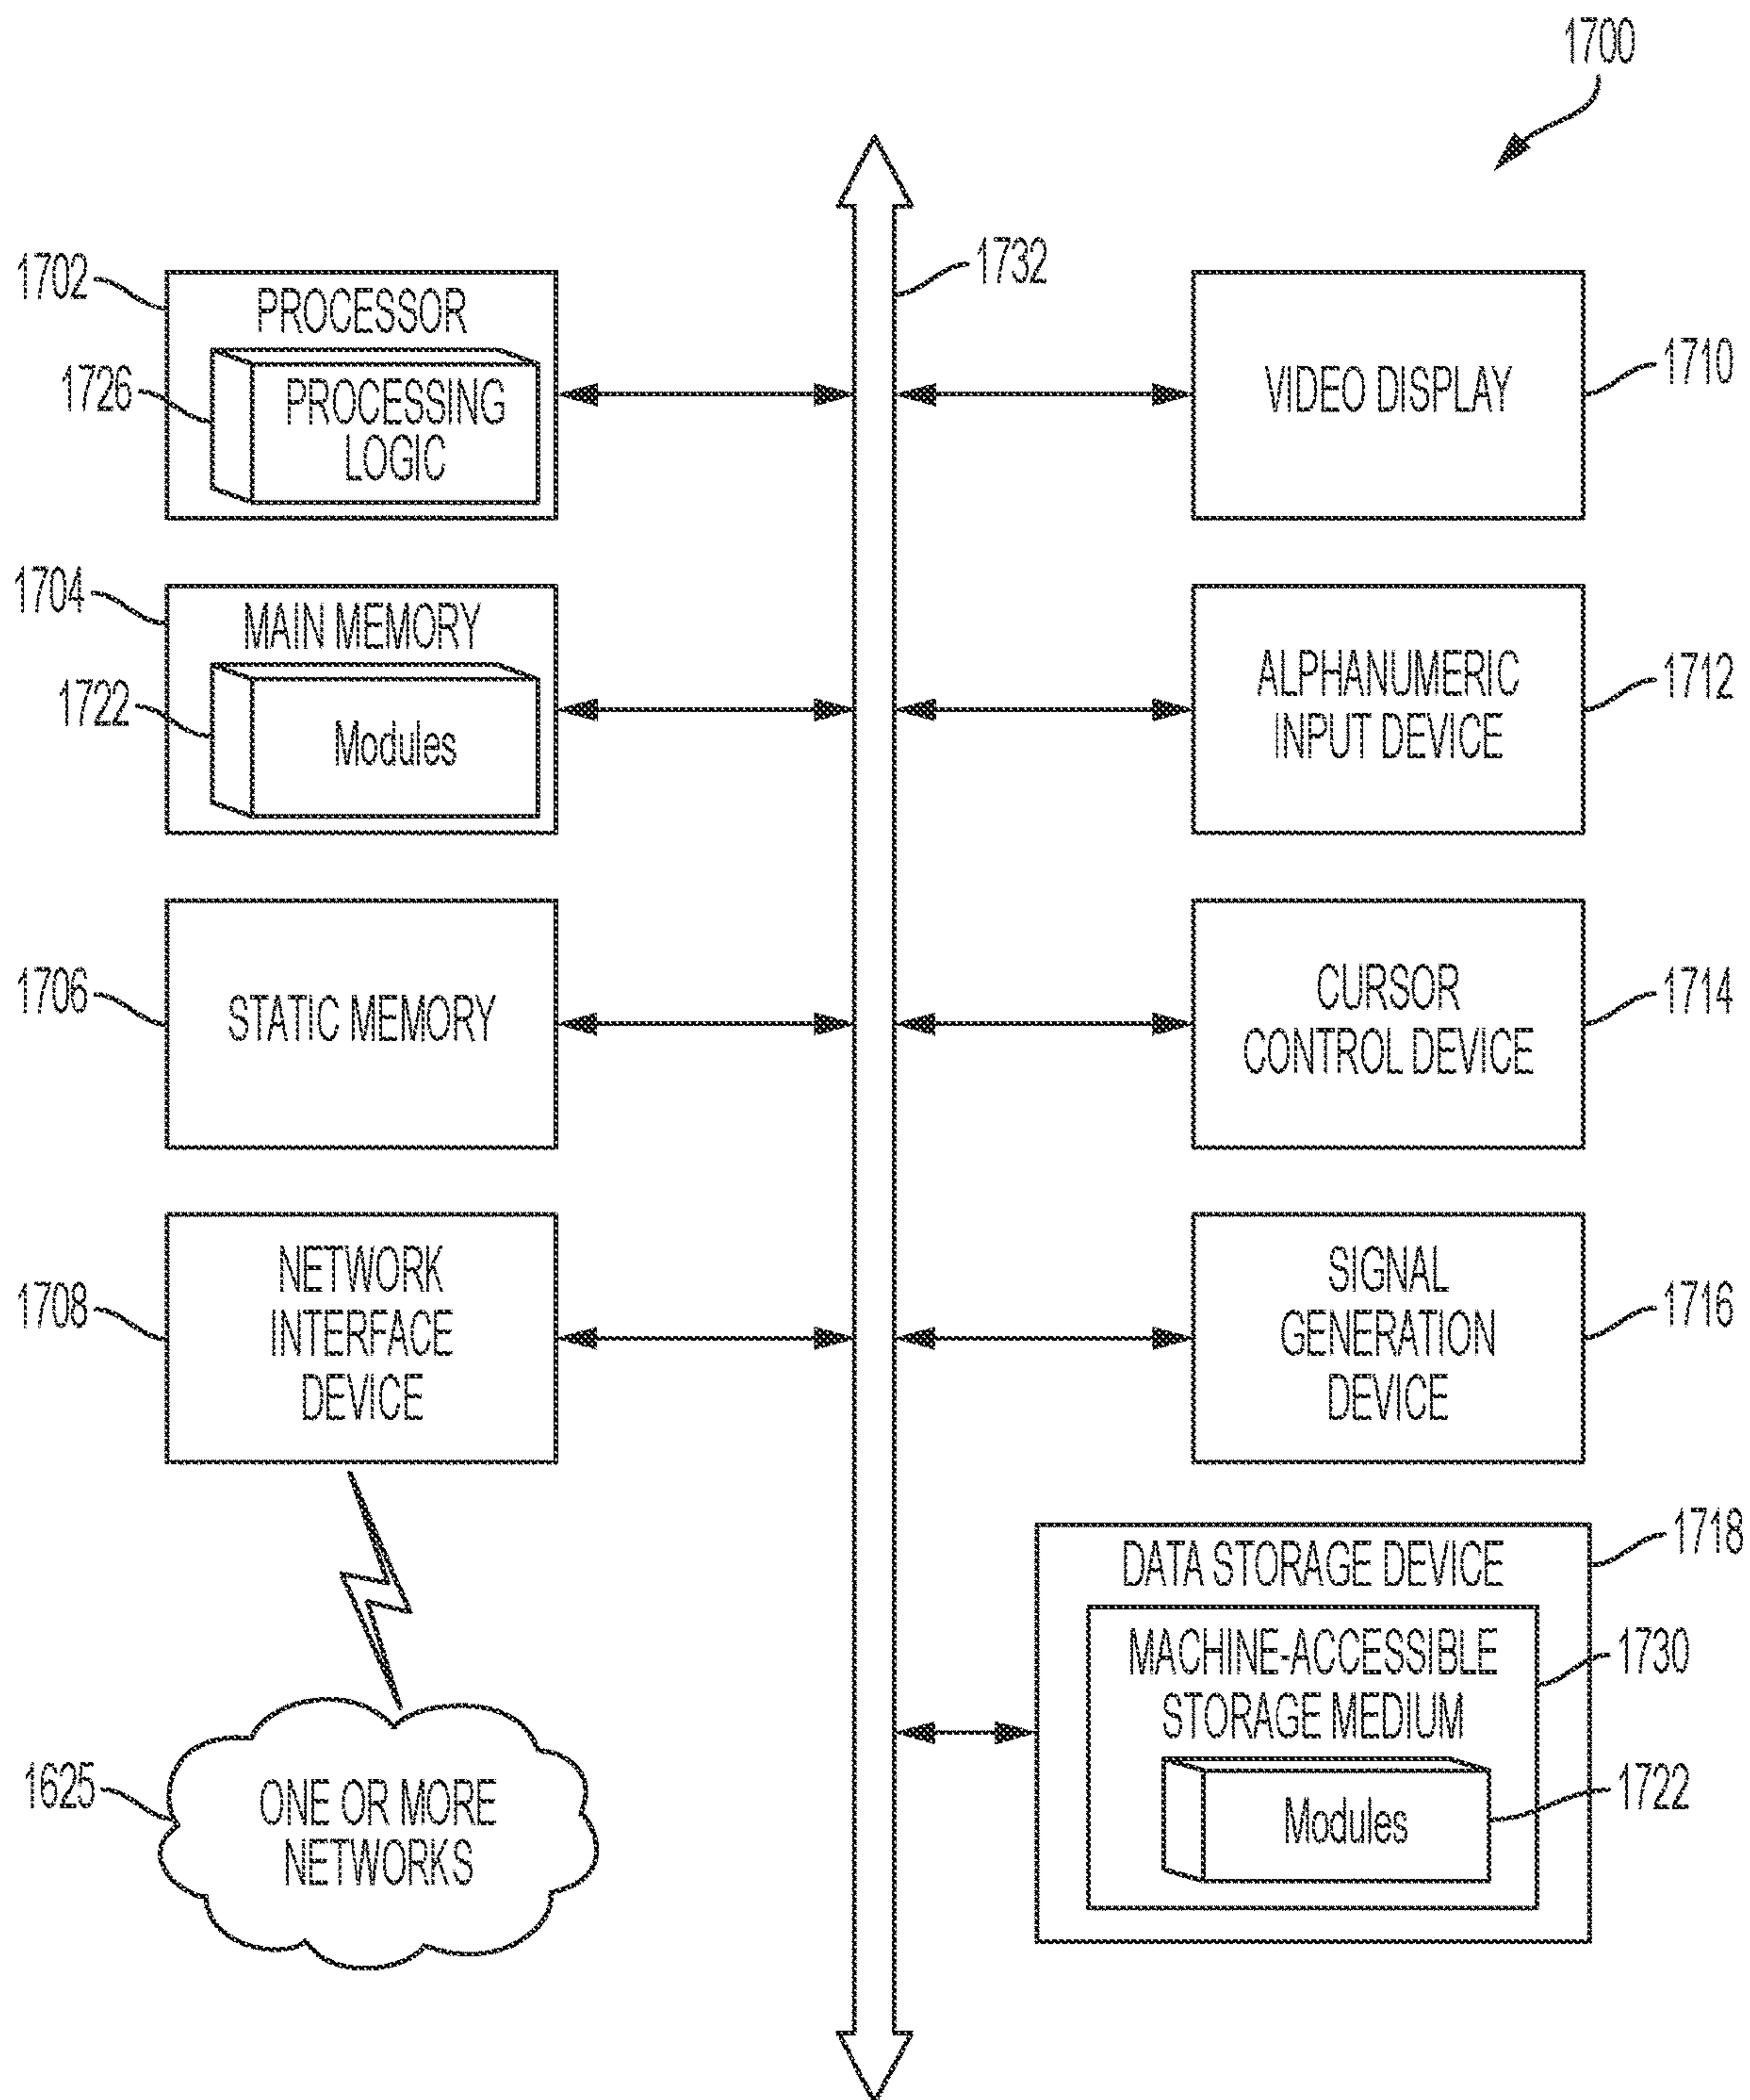 1700
1732
1702
PROCESSOR
1726
PROCESSING
LOGIC
VIDEO DISPLAY
1710
1704
MAIN MEMORY
1722
Modules
ALPHANUMERIC
INPUT DEVICE
1712
1706
STATIC MEMORY
CURSOR
CONTROL DEVICE
1714
1708
NETWORK
INTERFACE
DEVICE
SIGNAL
GENERATION
DEVICE
1716
1718
DATA STORAGE DEVICE
MACHINE-ACCESSIBLE
STORAGE MEDIUM
1730
Modules
1722
1625
ONE OR MORE
NETWORKS